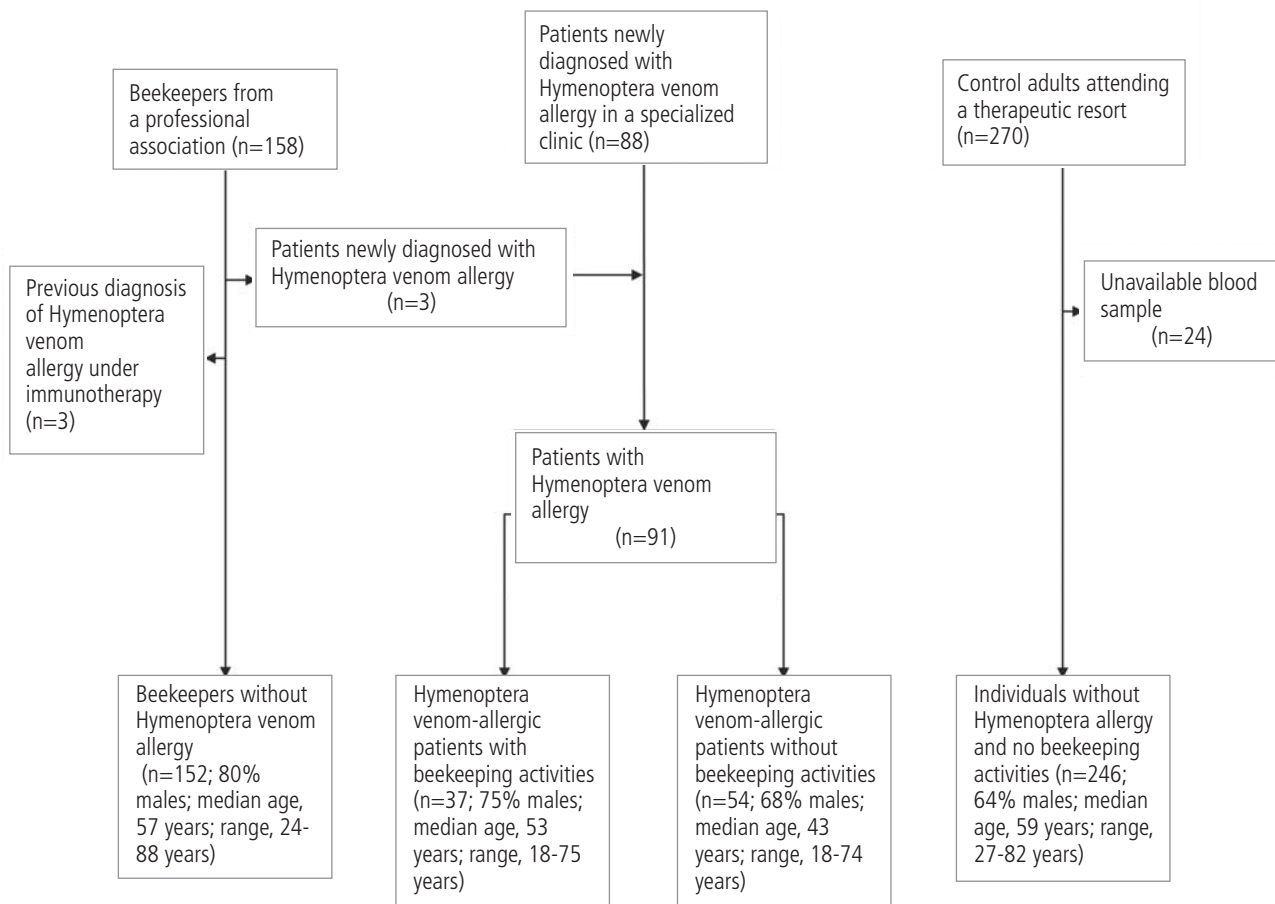 Beekeepers from
a professional
association (n=158)
Patients newly
diagnosed with
Hymenoptera venom
allergy in a specialized
clinic (n=88)
Control adults attending
a therapeutic resort
(n=270)
Patients newly diagnosed with
Hymenoptera venom allergy
(n=3)
Previous diagnosis
of Hymenoptera
venom
allergy under
immunotherapy
(n=3)
Unavailable blood
sample
(n=24)
Patients with
Hymenoptera venom
allergy
(n=91)
Beekeepers without
Hymenoptera venom
allergy
(n=152; 80%
males; median age,
57 years; range, 24-
88 years)
Hymenoptera
venom-allergic
patients with
beekeeping activities
(n=37; 75% males;
median age, 53
years; range, 18-75
years)
Hymenoptera
venom-allergic
patients without
beekeeping activities
(n=54; 68% males;
median age, 43
years; range, 18-74
years)
Individuals without
Hymenoptera allergy
and no beekeeping
activities (n=246;
64% males; median
age, 59 years; range,
27-82 years)